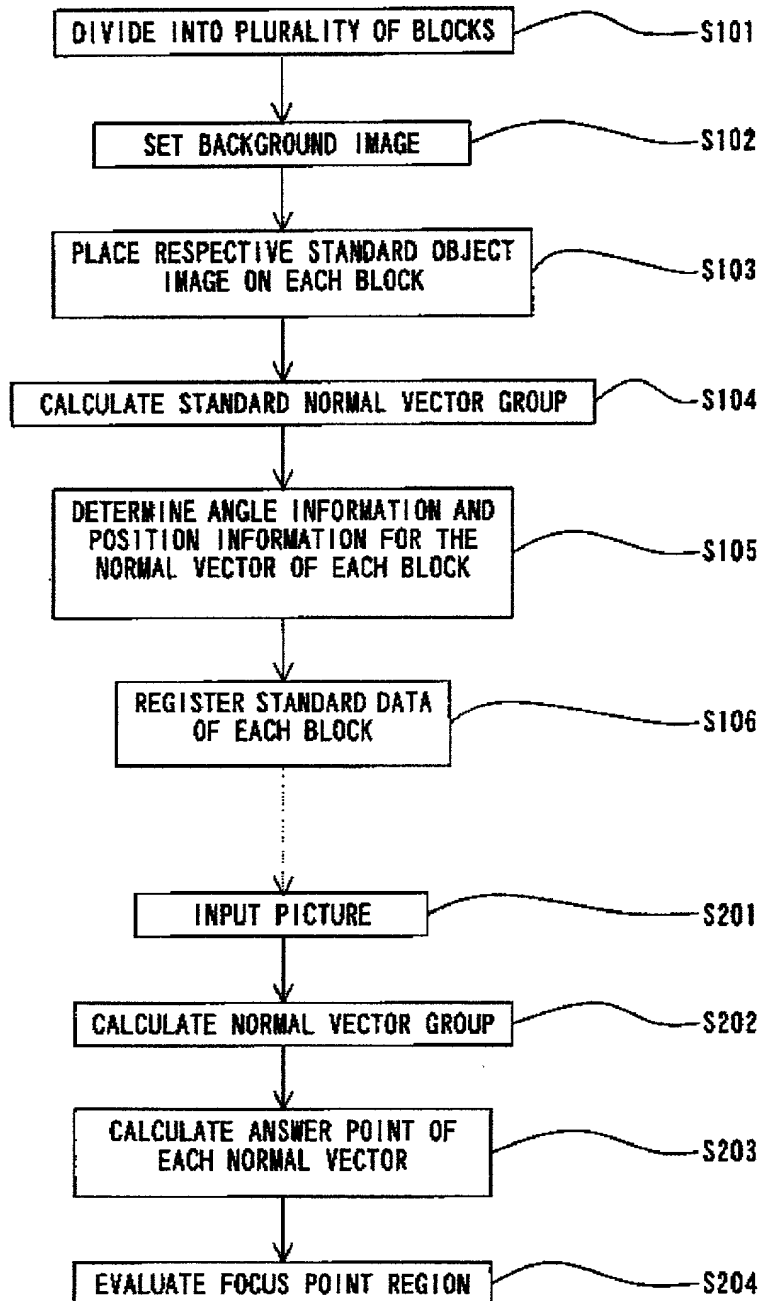 DIVIDE INTO PLURALITY OF BLOCKS
S101
SET BACKGROUND IMAGE
S102
PLACE RESPECTIVE STANDARD OBJECT
IMAGE ON EACH BLOCK
S103
CALCULATE STANDARD NORMAL VECTOR GROUP
S104
DETERMINE ANGLE INFORMATION AND
POSITION INFORMATION FOR THE
NORMAL VECTOR OF EACH BLOCK
S105
REGISTER STANDARD DATA
OF EACH BLOCK
S106
INPUT PICTURE
S201
CALCULATE NORMAL VECTOR GROUP
S202
CALCULATE ANSWER POINT OF
EACH NORMAL VECTOR
S203
EVALUATE FOCUS POINT REGION
S204